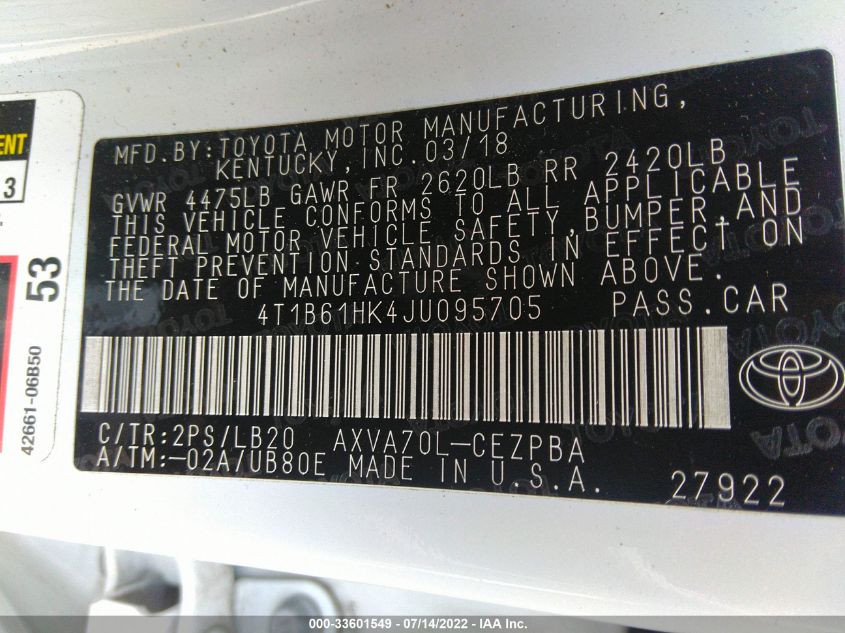 MFD.BY:TOYOTA MOTOR MANUFACTURING,
KENTUCKY,INC.03/18
GVWR 4475LB GAWR FR 2620LB RR 2420LB
THIS VEHICLE CONFORMS TO ALL APPLICABLE
FEDERAL MOTOR VEHICLE SAFETY,BUMPER,AND
THEFT PREVENTION STANDARDS IN EFFECT ON
THE DATE OF MANUFACTURE SHOWN ABOVE.
4T1B61HK4JU095705 PASS.CAR
C/TR:2PS/LB20 AXVA70L-CEZPBA
A/TM:-02A/UB80E MADE IN U.S.A.
27922
3
53
42661-06B50
000-33601549 - 07/14/2022 - IAA Inc.